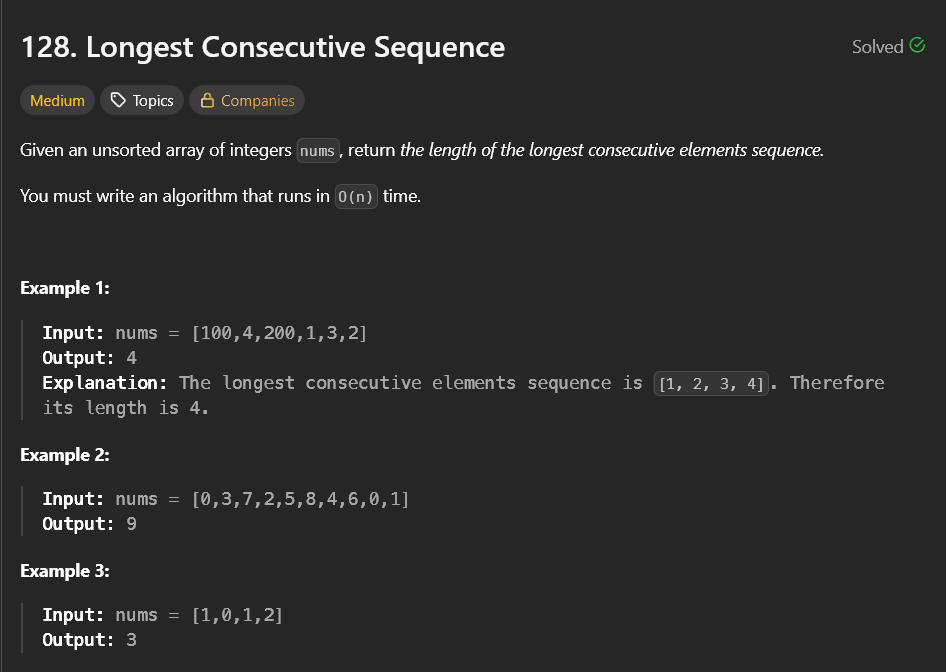 128. Longest Consecutive Sequence
Solved
Medium Topics Companies
Given an unsorted array of integers nums, return the length of the longest consecutive elements sequence.
You must write an algorithm that runs in O(n) time.
Example 1:
Input: nums = [100,4,200,1,3,2]
Output: 4
Explanation: The longest consecutive elements sequence is [1, 2, 3, 4]. Therefore
its length is 4.
Example 2:
Input: nums = [0,3,7,2,5,8,4,6,0,1]
Output: 9
Example 3:
Input: nums = [1,0,1,2]
Output: 3